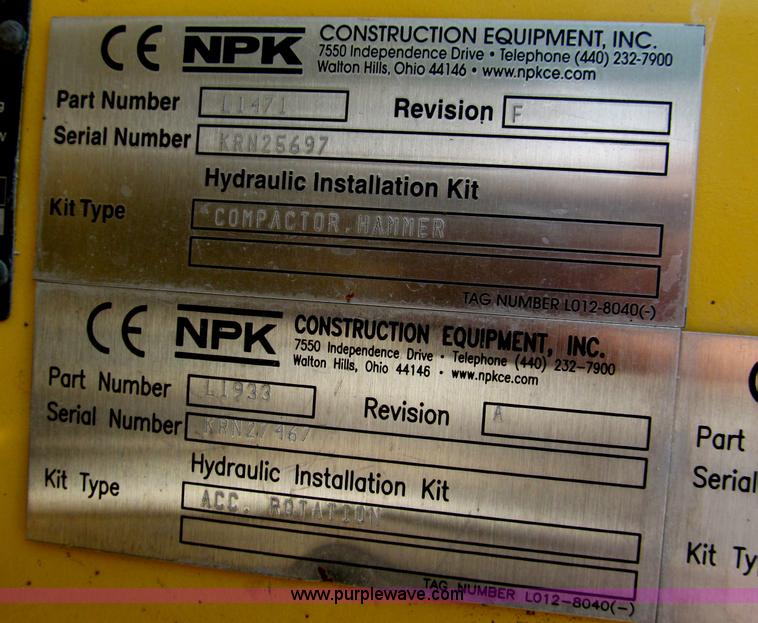 CE NPK CONSTRUCTION EQUIPMENT, INC.
7550 Independence Drive • Telephone (440) 232-7900
Walton Hills, Ohio 44146 • www.npkce.com
Part Number L1471 Revision F
Serial Number KRN25697
Hydraulic Installation Kit
Kit Type COMPACTOR, HAMMER
TAG NUMBER L012-8040(-)
CE NPK CONSTRUCTION EQUIPMENT, INC.
7550 Independence Drive • Telephone (440) 232-7900
Walton Hills, Ohio 44146 • www.npkce.com
Part Number L1933 Revision A
Serial Number KRN27467
Hydraulic Installation Kit
Kit Type ACC. ROTATION
TAG NUMBER L012-8040(-)
Part
Serial
Kit Ty
www.purplewave.com